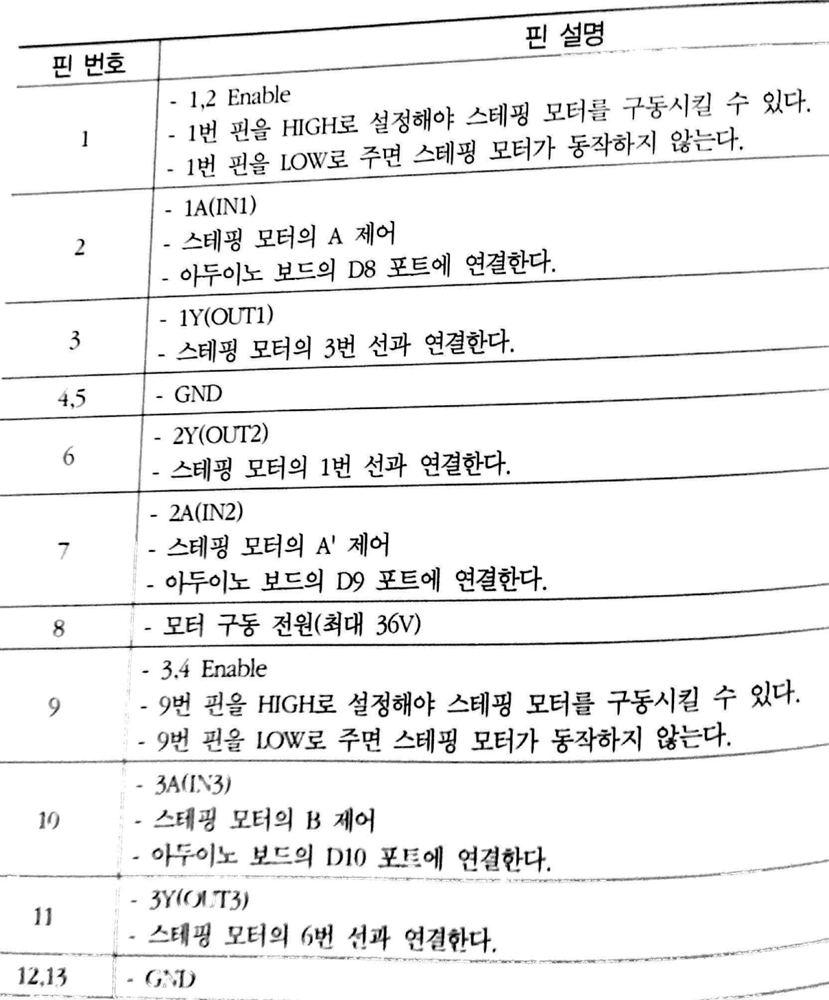 핀 번호
핀 설명
1
- 1,2 Enable
- 1번 핀을 HIGH로 설정해야 스테핑 모터를 구동시킬 수 있다.
- 1번 핀을 LOW로 주면 스테핑 모터가 동작하지 않는다.
2
- 1A(IN1)
- 스테핑 모터의 A 제어
- 아두이노 보드의 D8 포트에 연결한다.
3
- 1Y(OUT1)
- 스테핑 모터의 3번 선과 연결한다.
4,5
- GND
6
- 2Y(OUT2)
- 스테핑 모터의 1번 선과 연결한다.
7
- 2A(IN2)
- 스테핑 모터의 A' 제어
- 아두이노 보드의 D9 포트에 연결한다.
8
- 모터 구동 전원(최대 36V)
9
- 3,4 Enable
- 9번 핀을 HIGH로 설정해야 스테핑 모터를 구동시킬 수 있다.
- 9번 핀을 LOW로 주면 스테핑 모터가 동작하지 않는다.
10
- 3A(IN3)
- 스테핑 모터의 B 제어
- 아두이노 보드의 D10 포트에 연결한다.
11
- 3Y(OUT3)
- 스테핑 모터의 6번 선과 연결한다.
12,13
- GND